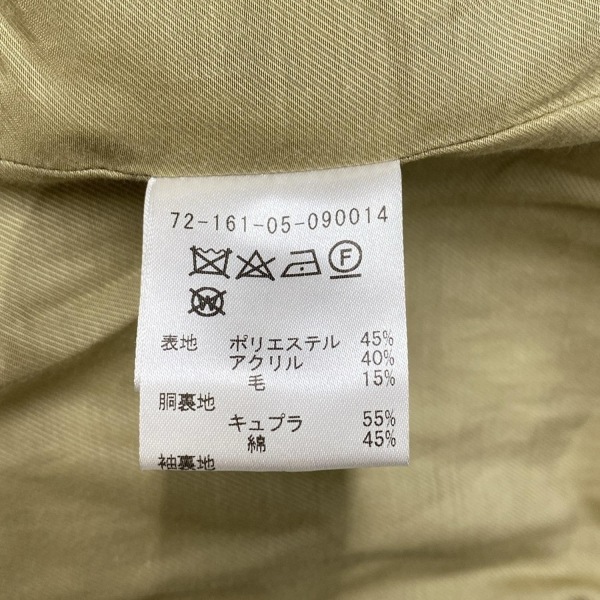 72-161-05-090014
F
W
表地 ポリエステル 45%
アクリル 40%
毛 15%
胴裏地
キュプラ 55%
綿 45%
袖裏地